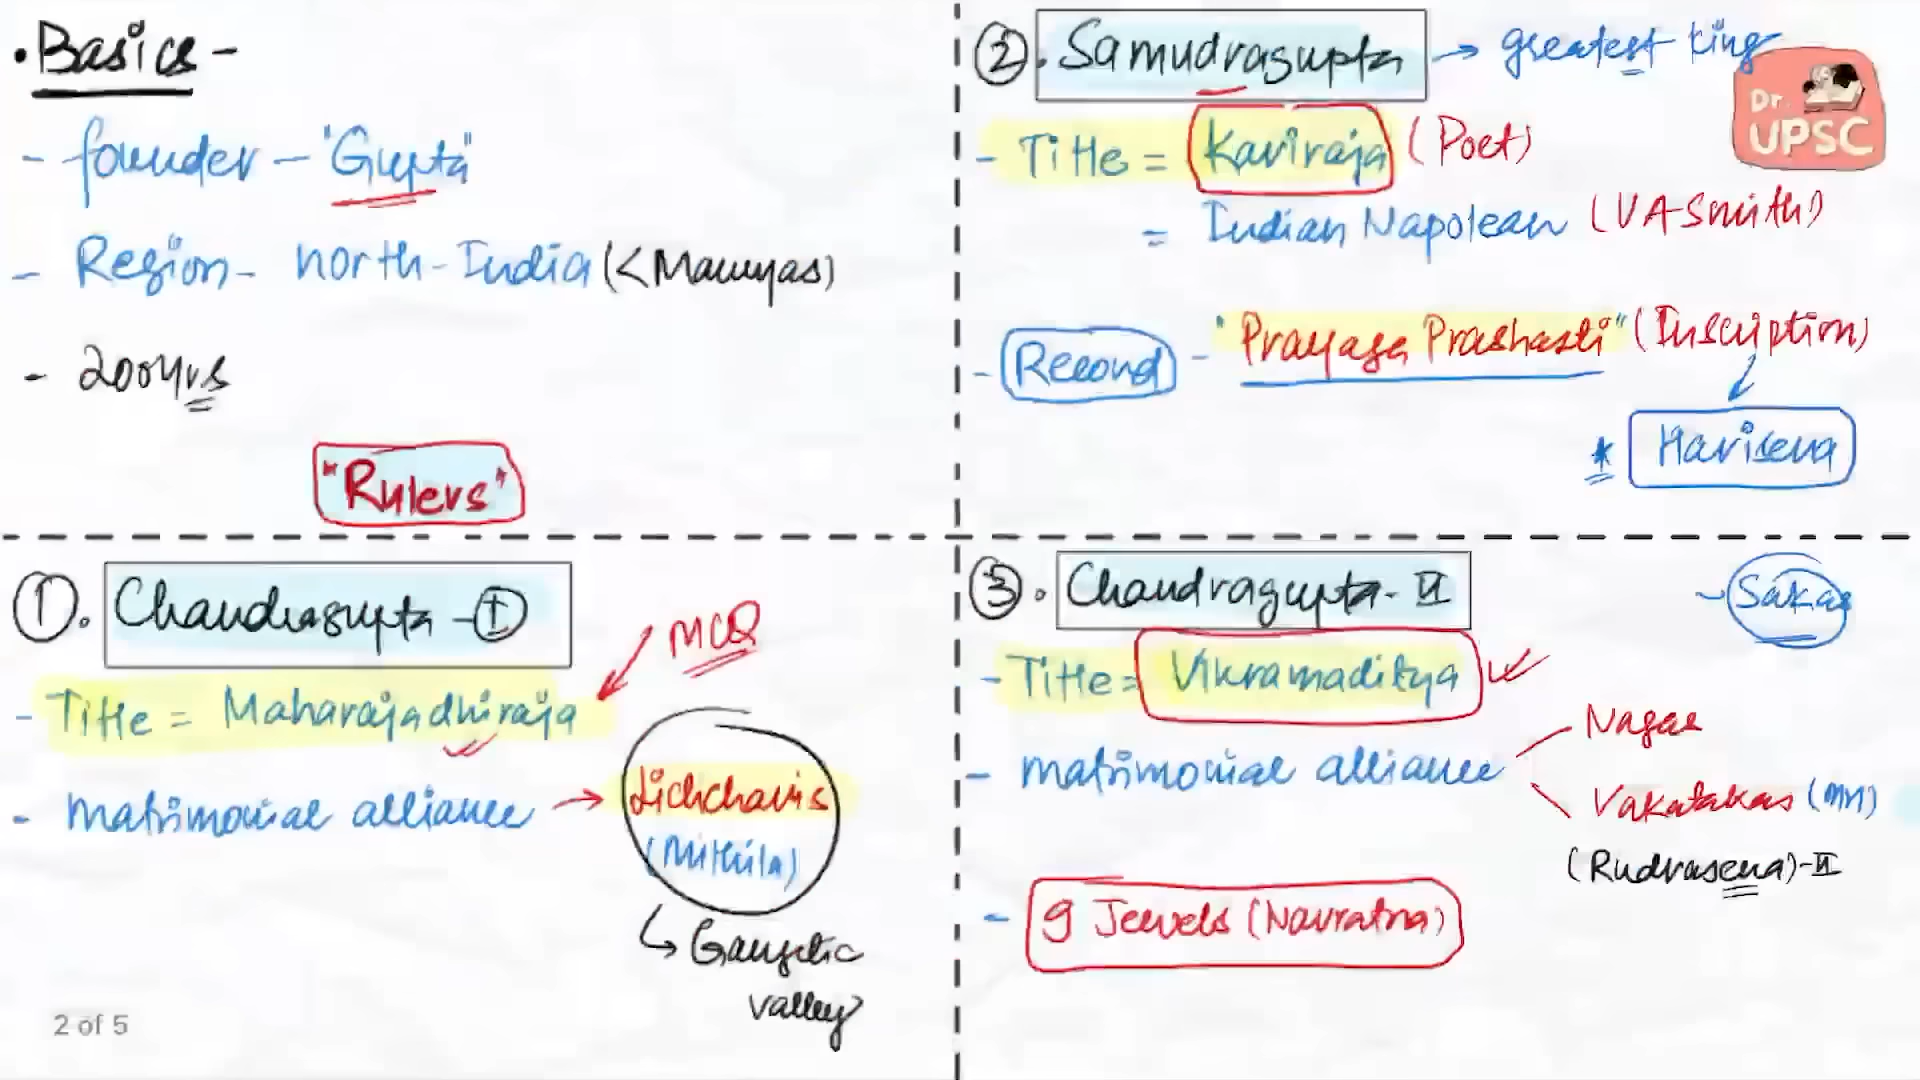 • Basics -
- founder - "Gupta"
- Region - north-India (< Mauryas)
- 200yrs
"Rulers"
① . Chandragupta - Ⅰ
MCQ
- Title = Maharajadhiraja
- matrimonial alliance → Lichchavis
(Mithila)
↳ Gangetic
valley
2 of 5
② . Samudragupta → greatest king
Dr.
UPSC
- Title = Kaviraja (Poet)
= Indian Napolean (VA-Smith)
- Record - "Prayaga Prashasti" (Inscription)
* Harisena
③ . Chandragupta - II
- Sakas
- Title = Vikramaditya ✓
- matrimonial alliance
Nagas
Vakatakas (MH)
(Rudrasena)-II
- 9 Jewels (Navratna)